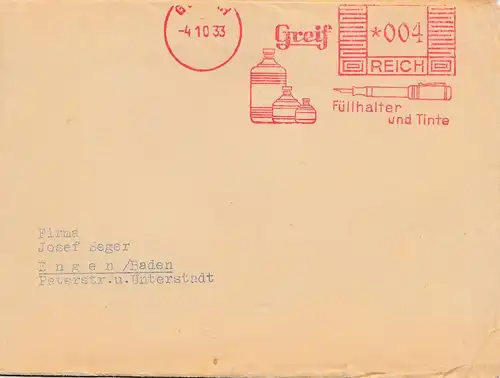 -4.10.33
Greif
*004
REICH
Füllhalter
und Tinte
Firma
Josef Seger
Engen/Baden
Peterstr.u.Unterstadt